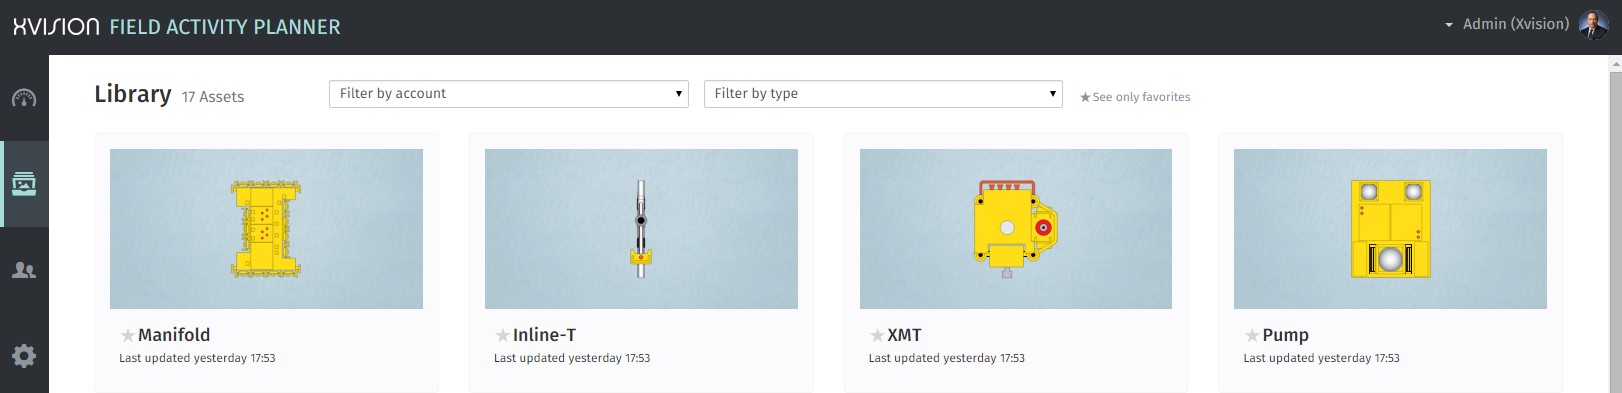 XVISION FIELD ACTIVITY PLANNER
Admin (Xvision)
Library 17 Assets
Filter by account
Filter by type
★See only favorites
★Manifold
Last updated yesterday 17:53
★Inline-T
Last updated yesterday 17:53
★XMT
Last updated yesterday 17:53
★Pump
Last updated yesterday 17:53